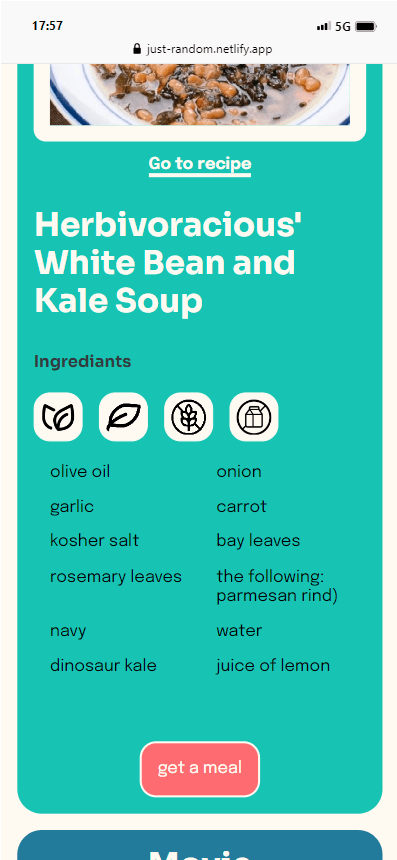 17:57
5G
just-random.netlify.app
Go to recipe
Herbivoracious'
White Bean and
Kale Soup
Ingrediants
olive oil
onion
garlic
carrot
kosher salt
bay leaves
rosemary leaves
the following:
parmesan rind)
navy
water
dinosaur kale
juice of lemon
get a meal
Movie